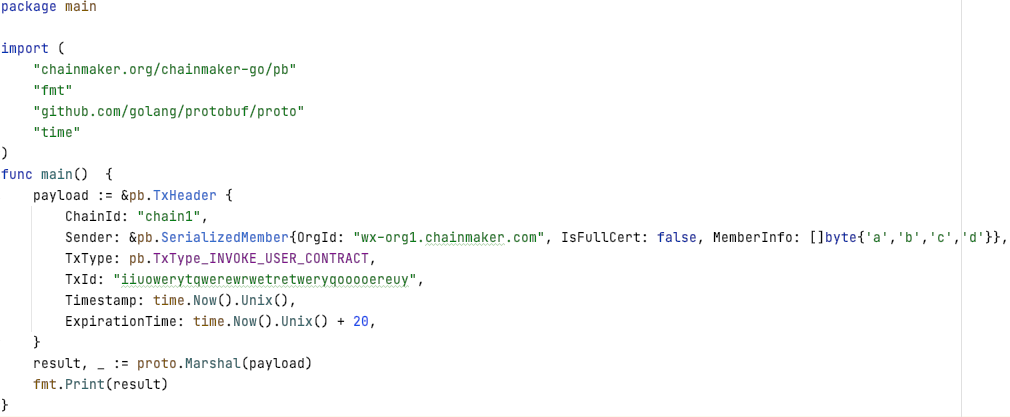 package main
import (
"chainmaker.org/chainmaker-go/pb"
"fmt"
"github.com/golang/protobuf/proto"
"time"
)
func main()  {
payload := &pb.TxHeader {
ChainId: "chain1",
Sender: &pb.SerializedMember{OrgId: "wx-org1.chainmaker.com", IsFullCert: false, MemberInfo: []byte{'a','b','c','d'}},
TxType: pb.TxType_INVOKE_USER_CONTRACT,
TxId: "iiuowerytqwerewrwetretweryqooooereuy",
Timestamp: time.Now().Unix(),
ExpirationTime: time.Now().Unix() + 20,
}
result, _ := proto.Marshal(payload)
fmt.Print(result)
}